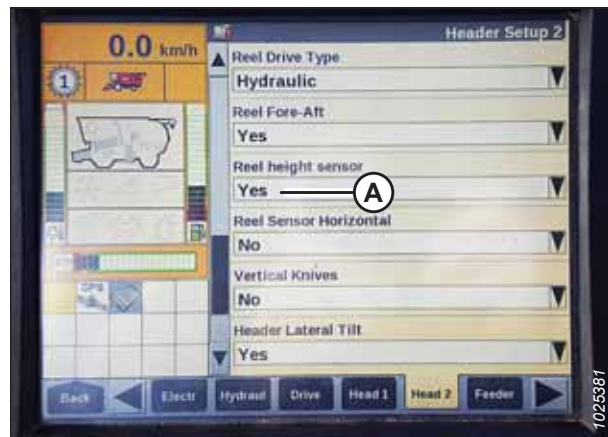 0.0 km/h
Header Setup 2
1
Reel Drive Type
Hydraulic
Reel Fore-Aft
Yes
Reel height sensor
Yes
A
Reel Sensor Horizontal
No
Vertical Knives
No
Header Lateral Tilt
Yes
Back
Electr
Hydraul
Drive
Head 1
Head 2
Feeder
1025381